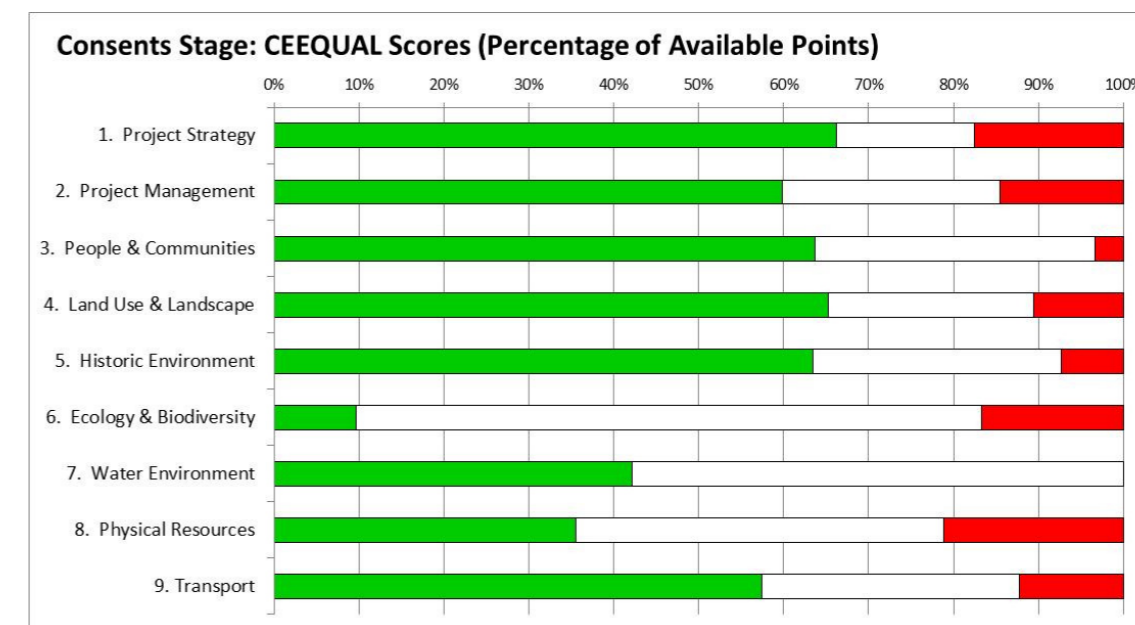 Consents Stage: CEEQUAL Scores (Percentage of Available Points)
0% 10% 20% 30% 40% 50% 60% 70% 80% 90% 100%
1. Project Strategy
2. Project Management
3. People & Communities
4. Land Use & Landscape
5. Historic Environment
6. Ecology & Biodiversity
7. Water Environment
8. Physical Resources
9. Transport